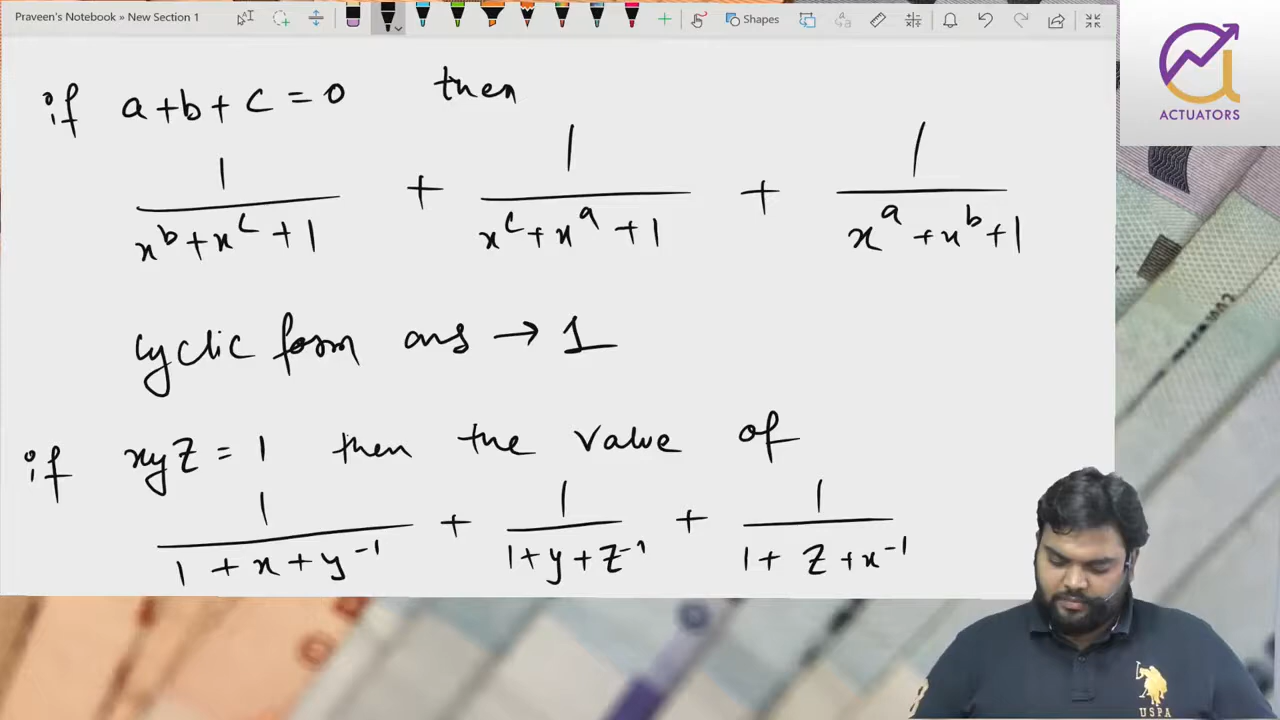 Praveen's Notebook » New Section 1
Shapes
ACTUATORS
if a+b+c=0 then
1/(x^b+x^c+1) + 1/(x^c+x^a+1) + 1/(x^a+x^b+1)
cyclic form ans → 1
if xyz = 1 then the value of
1/(1+x+y^-1) + 1/(1+y+z^-1) + 1/(1+z+x^-1)
USPA